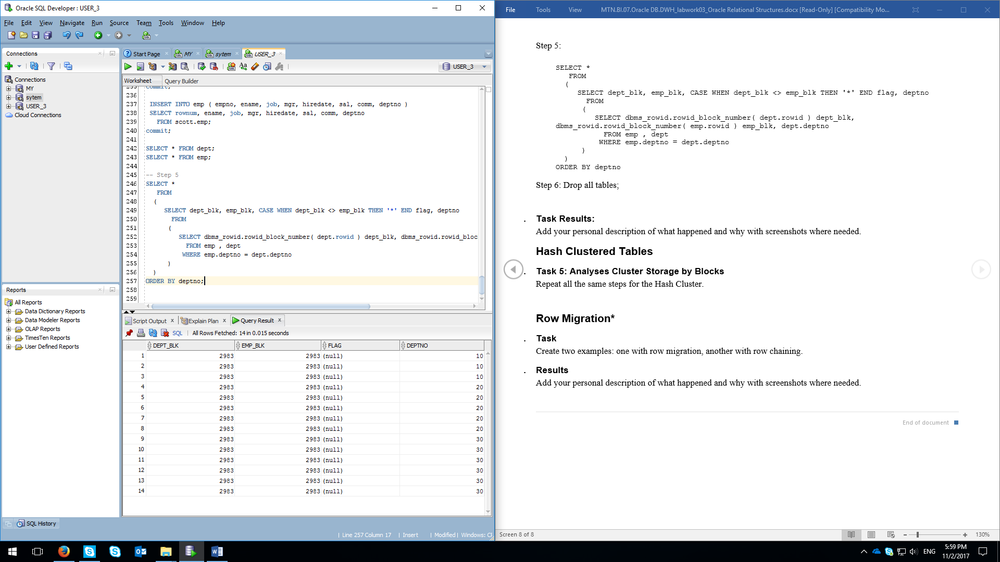 Oracle SQL Developer : USER_3
File Edit View Navigate Run Source Team Tools Window Help
Connections
Connections
MY
sytem
USER_3
Cloud Connections
Reports
All Reports
Data Dictionary Reports
Data Modeler Reports
OLAP Reports
TimesTen Reports
User Defined Reports
SQL History
Start Page MY sytem USER_3
USER_3
Worksheet Query Builder
235 commit;
236
237 INSERT INTO emp ( empno, ename, job, mgr, hiredate, sal, comm, deptno )
238 SELECT rownum, ename, job, mgr, hiredate, sal, comm, deptno
239 FROM scott.emp;
240 commit;
241
242 SELECT * FROM dept;
243 SELECT * FROM emp;
244
245 -- Step 5
246 SELECT *
247 FROM
248 (
249 SELECT dept_blk, emp_blk, CASE WHEN dept_blk <> emp_blk THEN '*' END flag, deptno
250 FROM
251 (
252 SELECT dbms_rowid.rowid_block_number( dept.rowid ) dept_blk, dbms_rowid.rowid_bloc
253 FROM emp , dept
254 WHERE emp.deptno = dept.deptno
255 )
256 )
257 ORDER BY deptno;
258
259
Script Output Explain Plan Query Result
SQL All Rows Fetched: 14 in 0.015 seconds
DEPT_BLK EMP_BLK FLAG DEPTNO
1 2983 2983 (null) 10
2 2983 2983 (null) 10
3 2983 2983 (null) 10
4 2983 2983 (null) 20
5 2983 2983 (null) 20
6 2983 2983 (null) 20
7 2983 2983 (null) 20
8 2983 2983 (null) 20
9 2983 2983 (null) 30
10 2983 2983 (null) 30
11 2983 2983 (null) 30
12 2983 2983 (null) 30
13 2983 2983 (null) 30
14 2983 2983 (null) 30
Line 257 Column 17 Insert Modified Windows: CF
File Tools View MTN.BI.07.Oracle DB.DWH_labwork03_Oracle Relational Structures.docx [Read-Only] [Compatibility Mo...
Step 5:
SELECT *
FROM
(
SELECT dept_blk, emp_blk, CASE WHEN dept_blk <> emp_blk THEN '*' END flag, deptno
FROM
(
SELECT dbms_rowid.rowid_block_number( dept.rowid ) dept_blk,
dbms_rowid.rowid_block_number( emp.rowid ) emp_blk, dept.deptno
FROM emp , dept
WHERE emp.deptno = dept.deptno
)
)
ORDER BY deptno
Step 6: Drop all tables;
. Task Results:
Add your personal description of what happened and why with screenshots where needed.
Hash Clustered Tables
. Task 5: Analyses Cluster Storage by Blocks
Repeat all the same steps for the Hash Cluster.
Row Migration*
. Task
Create two examples: one with row migration, another with row chaining.
. Results
Add your personal description of what happened and why with screenshots where needed.
End of document
Screen 8 of 8
130%
ENG
5:59 PM
11/2/2017